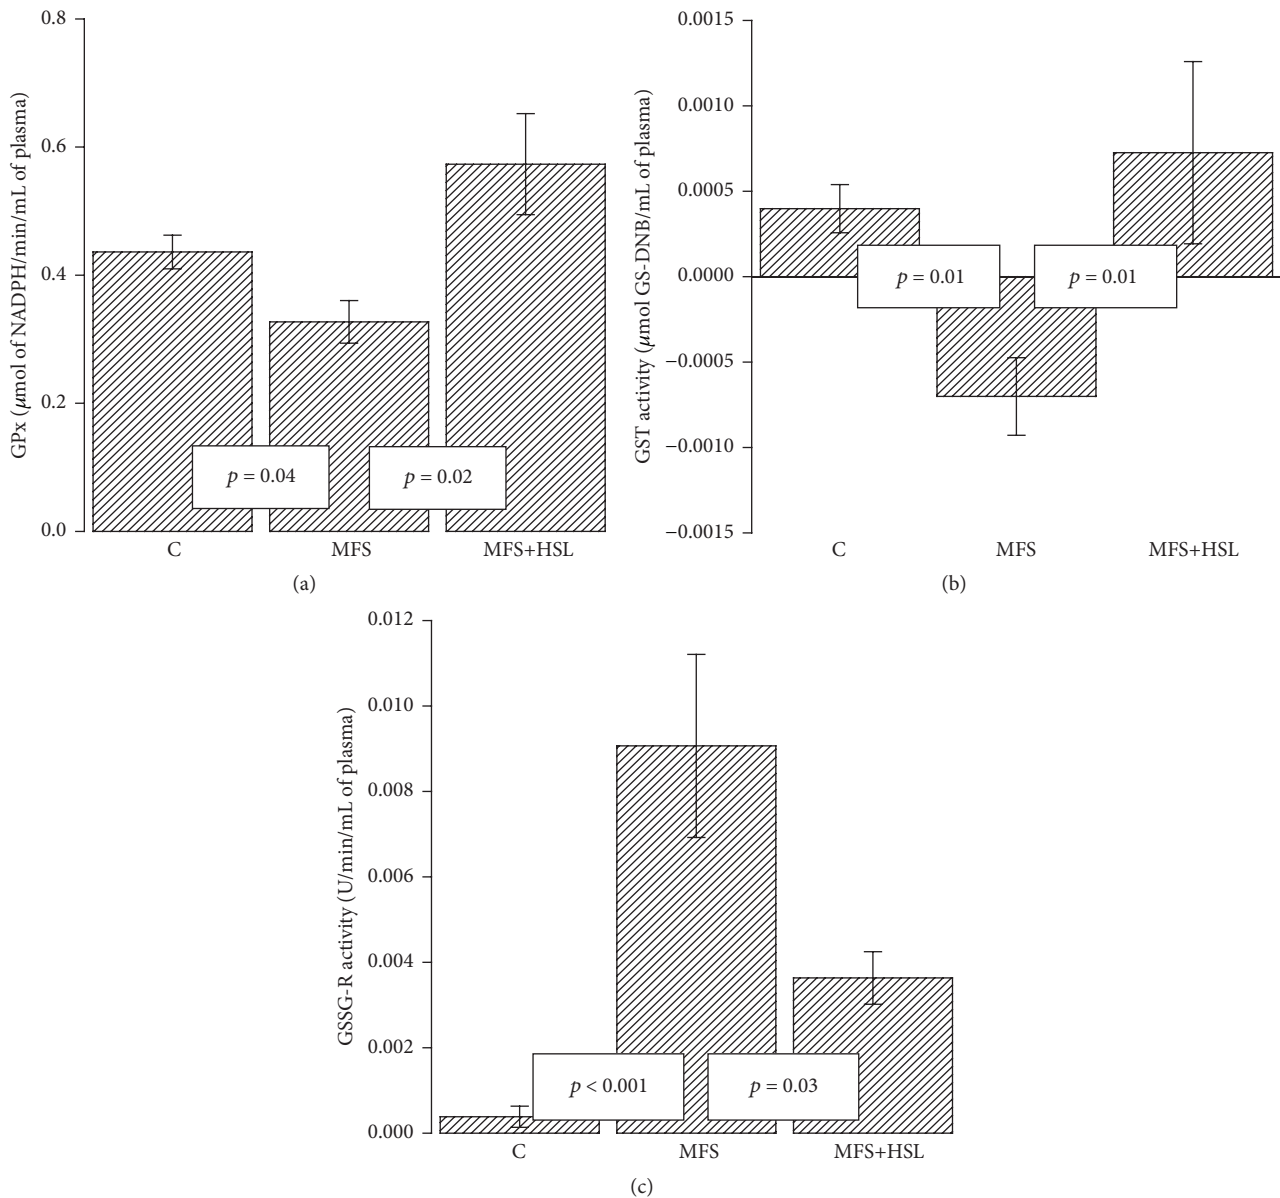 GPx (μmol of NADPH/min/mL of plasma)
0.8
0.6
0.4
0.2
0.0
p = 0.04
p = 0.02
C
MFS
MFS+HSL
(a)
GST activity (μmol GS-DNB/mL of plasma)
0.0015
0.0010
0.0005
0.0000
−0.0005
−0.0010
−0.0015
p = 0.01
p = 0.01
C
MFS
MFS+HSL
(b)
GSSG-R activity (U/min/mL of plasma)
0.012
0.010
0.008
0.006
0.004
0.002
0.000
p < 0.001
p = 0.03
C
MFS
MFS+HSL
(c)